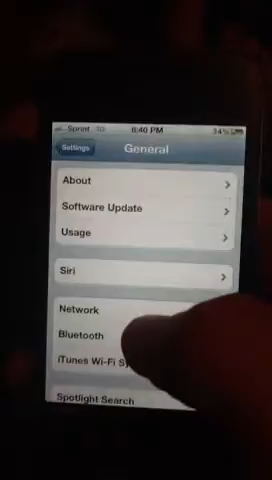 Sprint 3G 8:40 PM 34%
Settings General
About
Software Update
Usage
Siri
Network
Bluetooth
iTunes Wi-Fi
Spotlight Search